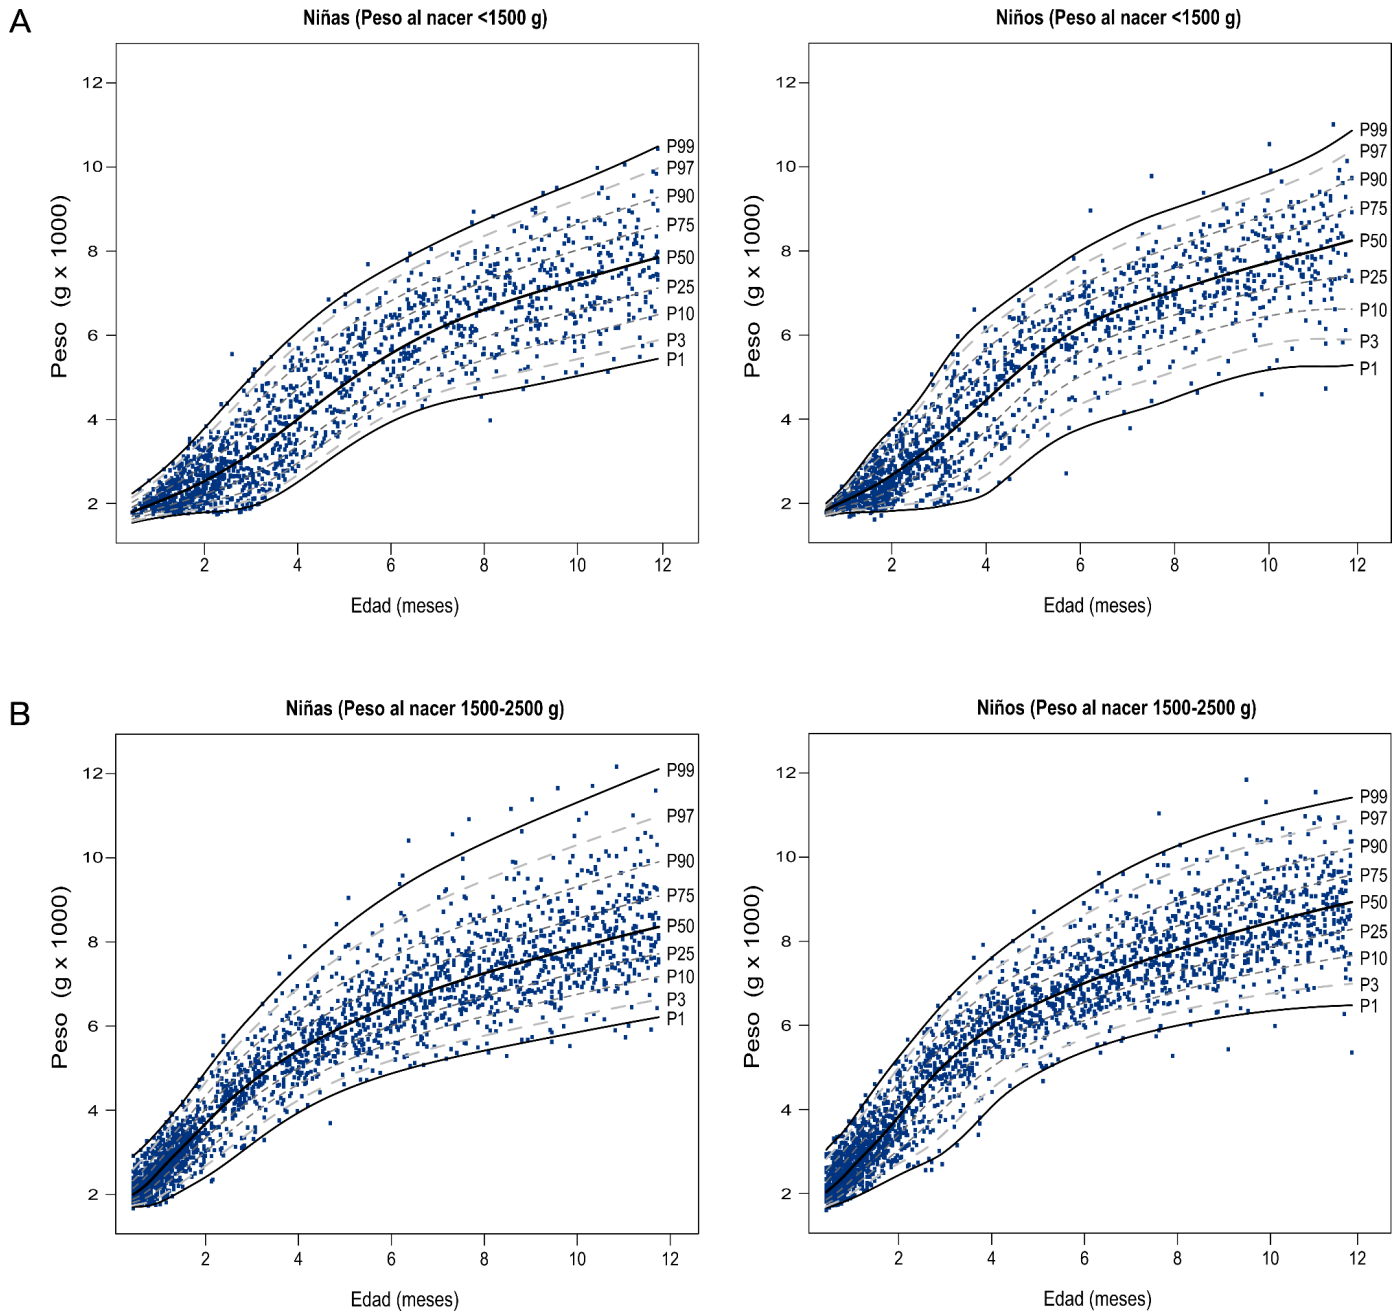 A
Niñas (Peso al nacer <1500 g)
12
10
8
6
4
2
Peso (g x 1000)
P99
P97
P90
P75
P50
P25
P10
P3
P1
2 4 6 8 10 12
Edad (meses)
Niños (Peso al nacer <1500 g)
12
10
8
6
4
2
Peso (g x 1000)
P99
P97
P90
P75
P50
P25
P10
P3
P1
2 4 6 8 10 12
Edad (meses)
B
Niñas (Peso al nacer 1500-2500 g)
12
10
8
6
4
2
Peso (g x 1000)
P99
P97
P90
P75
P50
P25
P10
P3
P1
2 4 6 8 10 12
Edad (meses)
Niños (Peso al nacer 1500-2500 g)
12
10
8
6
4
2
Peso (g x 1000)
P99
P97
P90
P75
P50
P25
P10
P3
P1
2 4 6 8 10 12
Edad (meses)